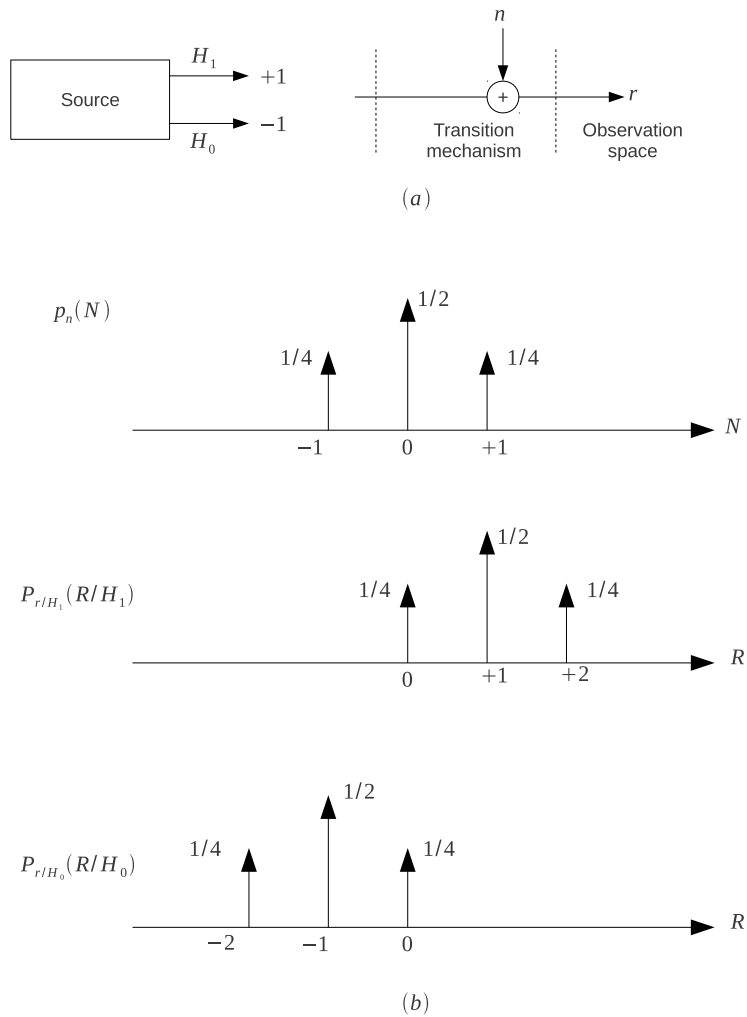 n
H₁
+1
Source
+
r
−1
H₀
Transition mechanism
Observation space
(a)
pₙ(N)
1/2
1/4
1/4
N
−1
0
+1
1/2
P_{r/H₁}(R/H₁)
1/4
1/4
R
0
+1
+2
1/2
P_{r/H₀}(R/H₀)
1/4
1/4
R
−2
−1
0
(b)